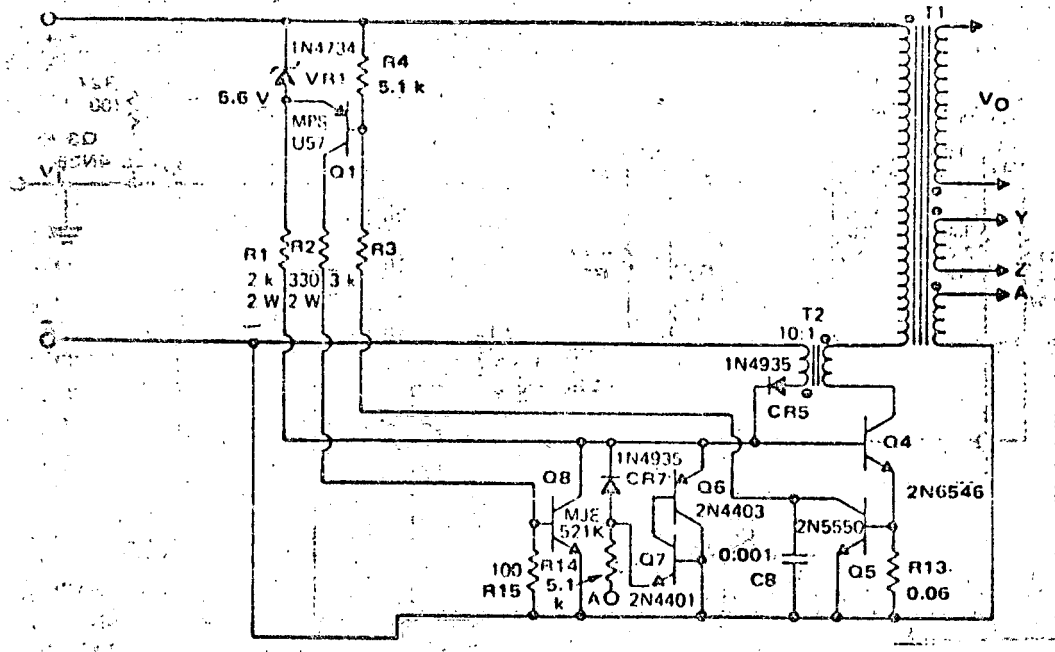 +
T1
1N4734
VR1
R4
5.1 k
5.6 V
MPS
U57
Q1
VO
Y
Z
A
R1
R2
R3
2 k
330
3 k
2 W
2 W
T2
10:1
1N4935
CR5
Q4
2N6546
Q8
1N4935
CR7
Q6
2N4403
MJE
521K
2N5550
Q7
0.001
C8
Q5
R13
0.06
100
R15
R14
5.1
k
A
2N4401